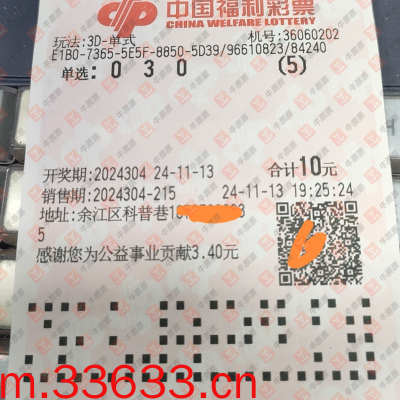 中国福利彩票
CHINA WELFARE LOTTERY
玩法:3D-单式 机号:36060202
E1B0-7365-5E5F-8850-5D39/96610823/84240
单选: 0 3 0 (5)
开奖期:2024304 24-11-13 合计10元
销售期:2024304-215 24-11-13 19:25:24
地址:余江区科普巷
5
感谢您为公益事业贡献3.40元
6
m.33633.cn